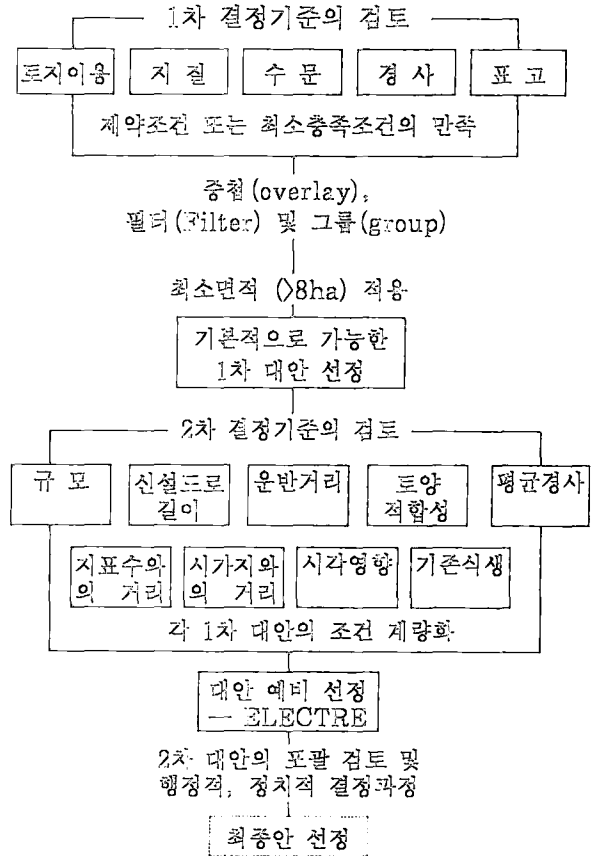 1차 결정기준의 검토
토지이용 지 질 수 문 경 사 표 고
제약조건 또는 최소충족조건의 만족
중첩(overlay),
필터(Filter) 및 그룹(group)
최소면적 (>8ha) 적용
기본적으로 가능한
1차 대안 선정
2차 결정기준의 검토
규 모 신설도로 운반거리 토양 평균경사
길이 적합성
지표수와 시가지와 시각영향 기존식생
의 거리 의 거리
각 1차 대안의 조건 계량화
대안 예비 선정
— ELECTRE
2차 대안의 포괄 검토 및
행정적, 정치적 결정과정
최종안 선정